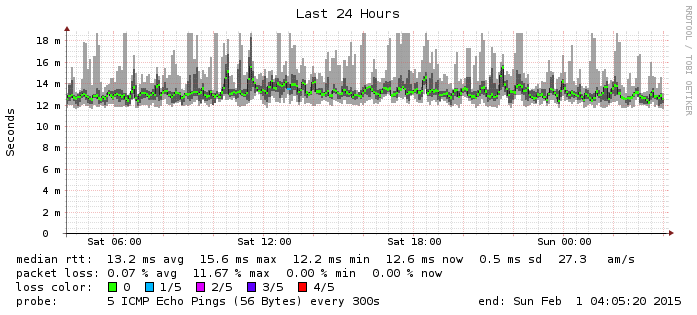 Last 24 Hours
RRDTOOL / TOBI OETIKER
Seconds
18 m
16 m
14 m
12 m
10 m
8 m
6 m
4 m
2 m
0
Sat 06:00 Sat 12:00 Sat 18:00 Sun 00:00
median rtt: 13.2 ms avg 15.6 ms max 12.2 ms min 12.6 ms now 0.5 ms sd 27.3 am/s
packet loss: 0.07 % avg 11.67 % max 0.00 % min 0.00 % now
loss color: 0 1/5 2/5 3/5 4/5
probe: 5 ICMP Echo Pings (56 Bytes) every 300s end: Sun Feb 1 04:05:20 2015